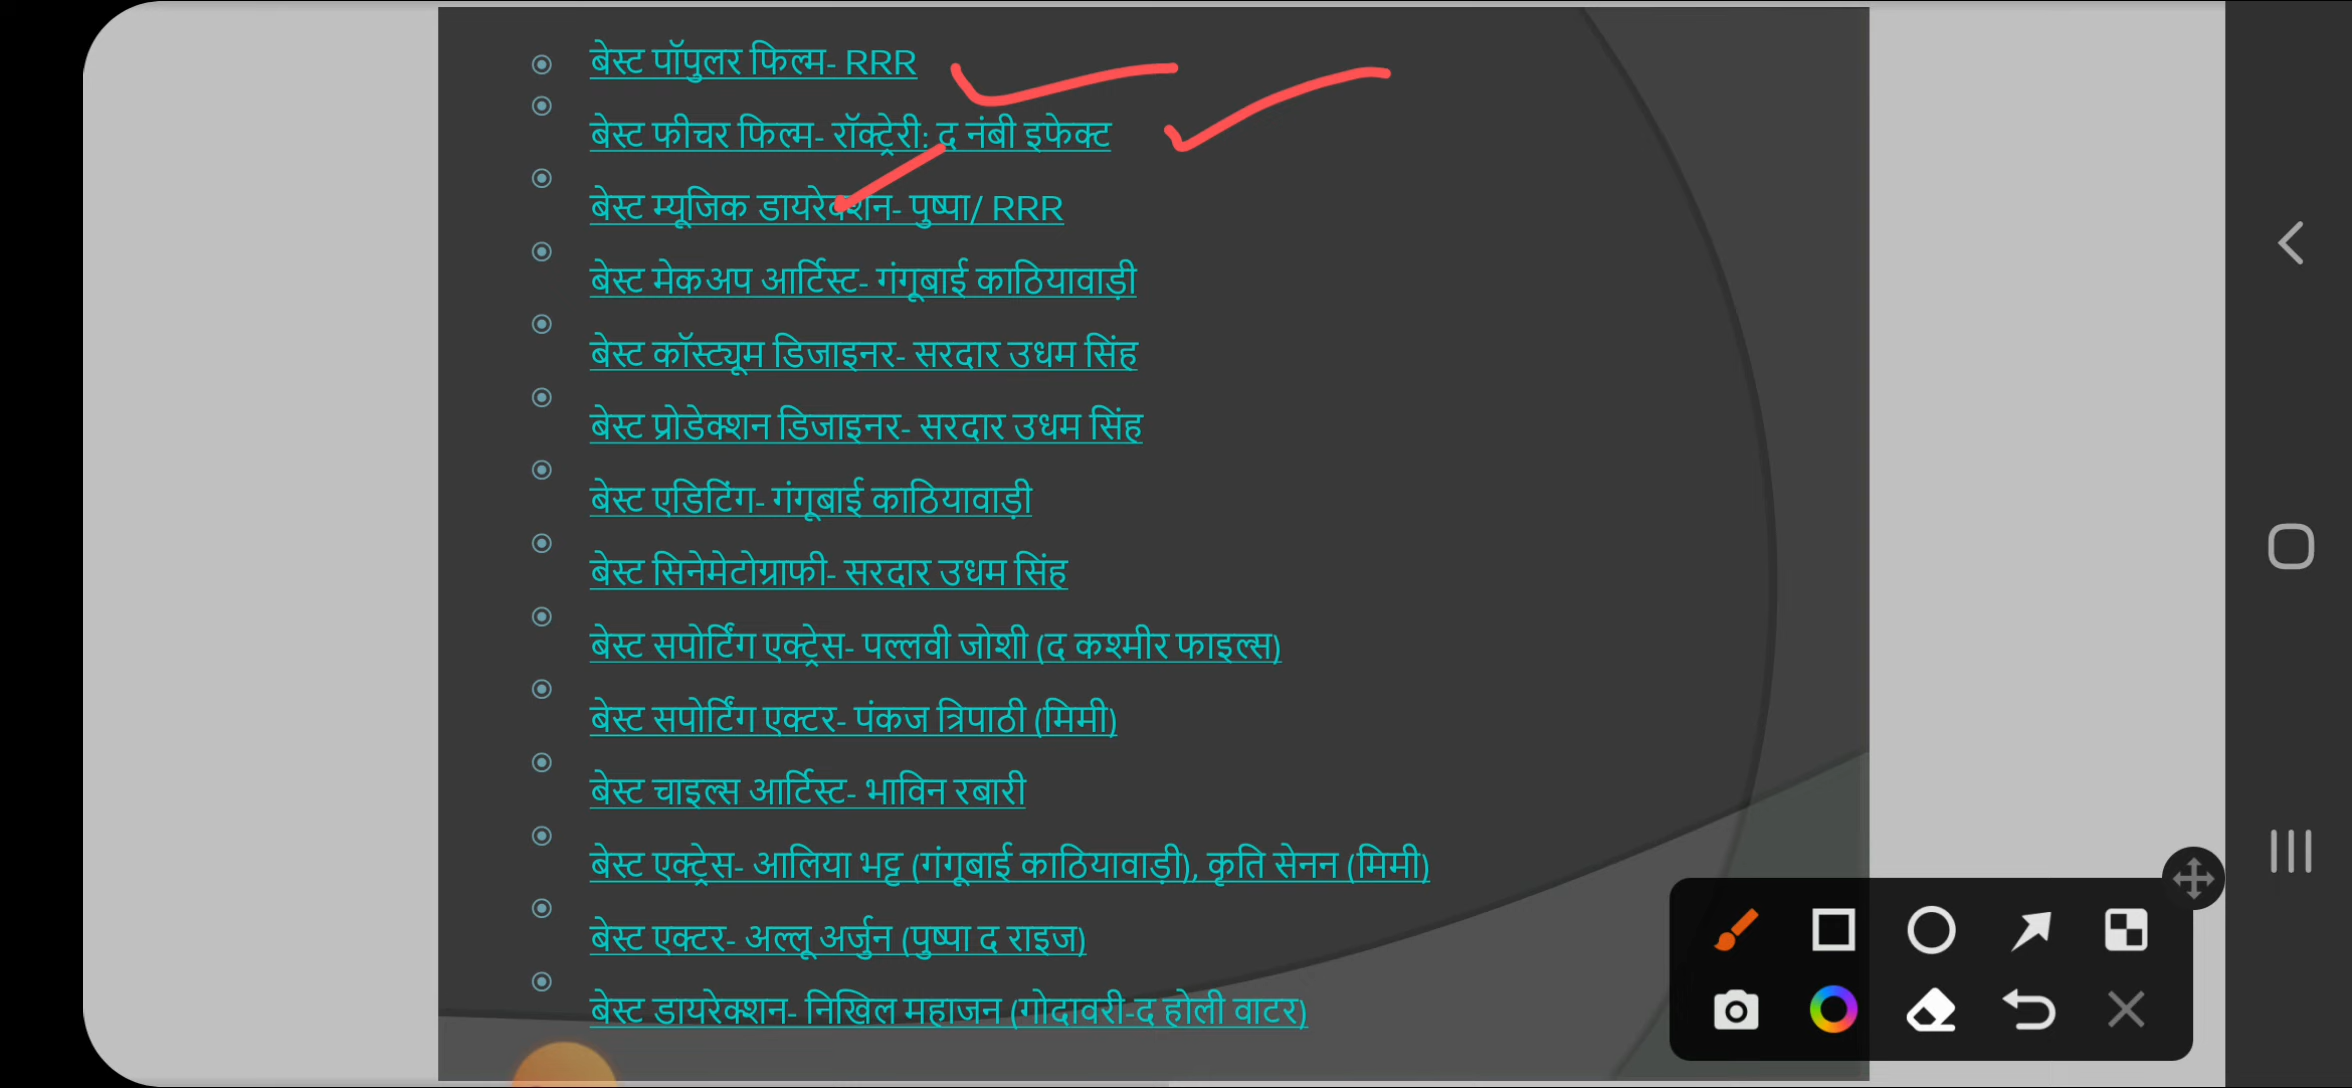 बेस्ट पॉपुलर फिल्म- RRR
बेस्ट फीचर फिल्म- रॉक्ट्रेरी: द नंबी इफेक्ट
बेस्ट म्यूजिक डायरेक्शन- पुष्पा/ RRR
बेस्ट मेकअप आर्टिस्ट- गंगूबाई काठियावाड़ी
बेस्ट कॉस्ट्यूम डिजाइनर- सरदार उधम सिंह
बेस्ट प्रोडेक्शन डिजाइनर- सरदार उधम सिंह
बेस्ट एडिटिंग- गंगूबाई काठियावाड़ी
बेस्ट सिनेमेटोग्राफी- सरदार उधम सिंह
बेस्ट सपोर्टिंग एक्ट्रेस- पल्लवी जोशी (द कश्मीर फाइल्स)
बेस्ट सपोर्टिंग एक्टर- पंकज त्रिपाठी (मिमी)
बेस्ट चाइल्स आर्टिस्ट- भाविन रबारी
बेस्ट एक्ट्रेस- आलिया भट्ट (गंगूबाई काठियावाड़ी), कृति सेनन (मिमी)
बेस्ट एक्टर- अल्लू अर्जुन (पुष्पा द राइज)
बेस्ट डायरेक्शन- निखिल महाजन (गोदावरी-द होली वाटर)